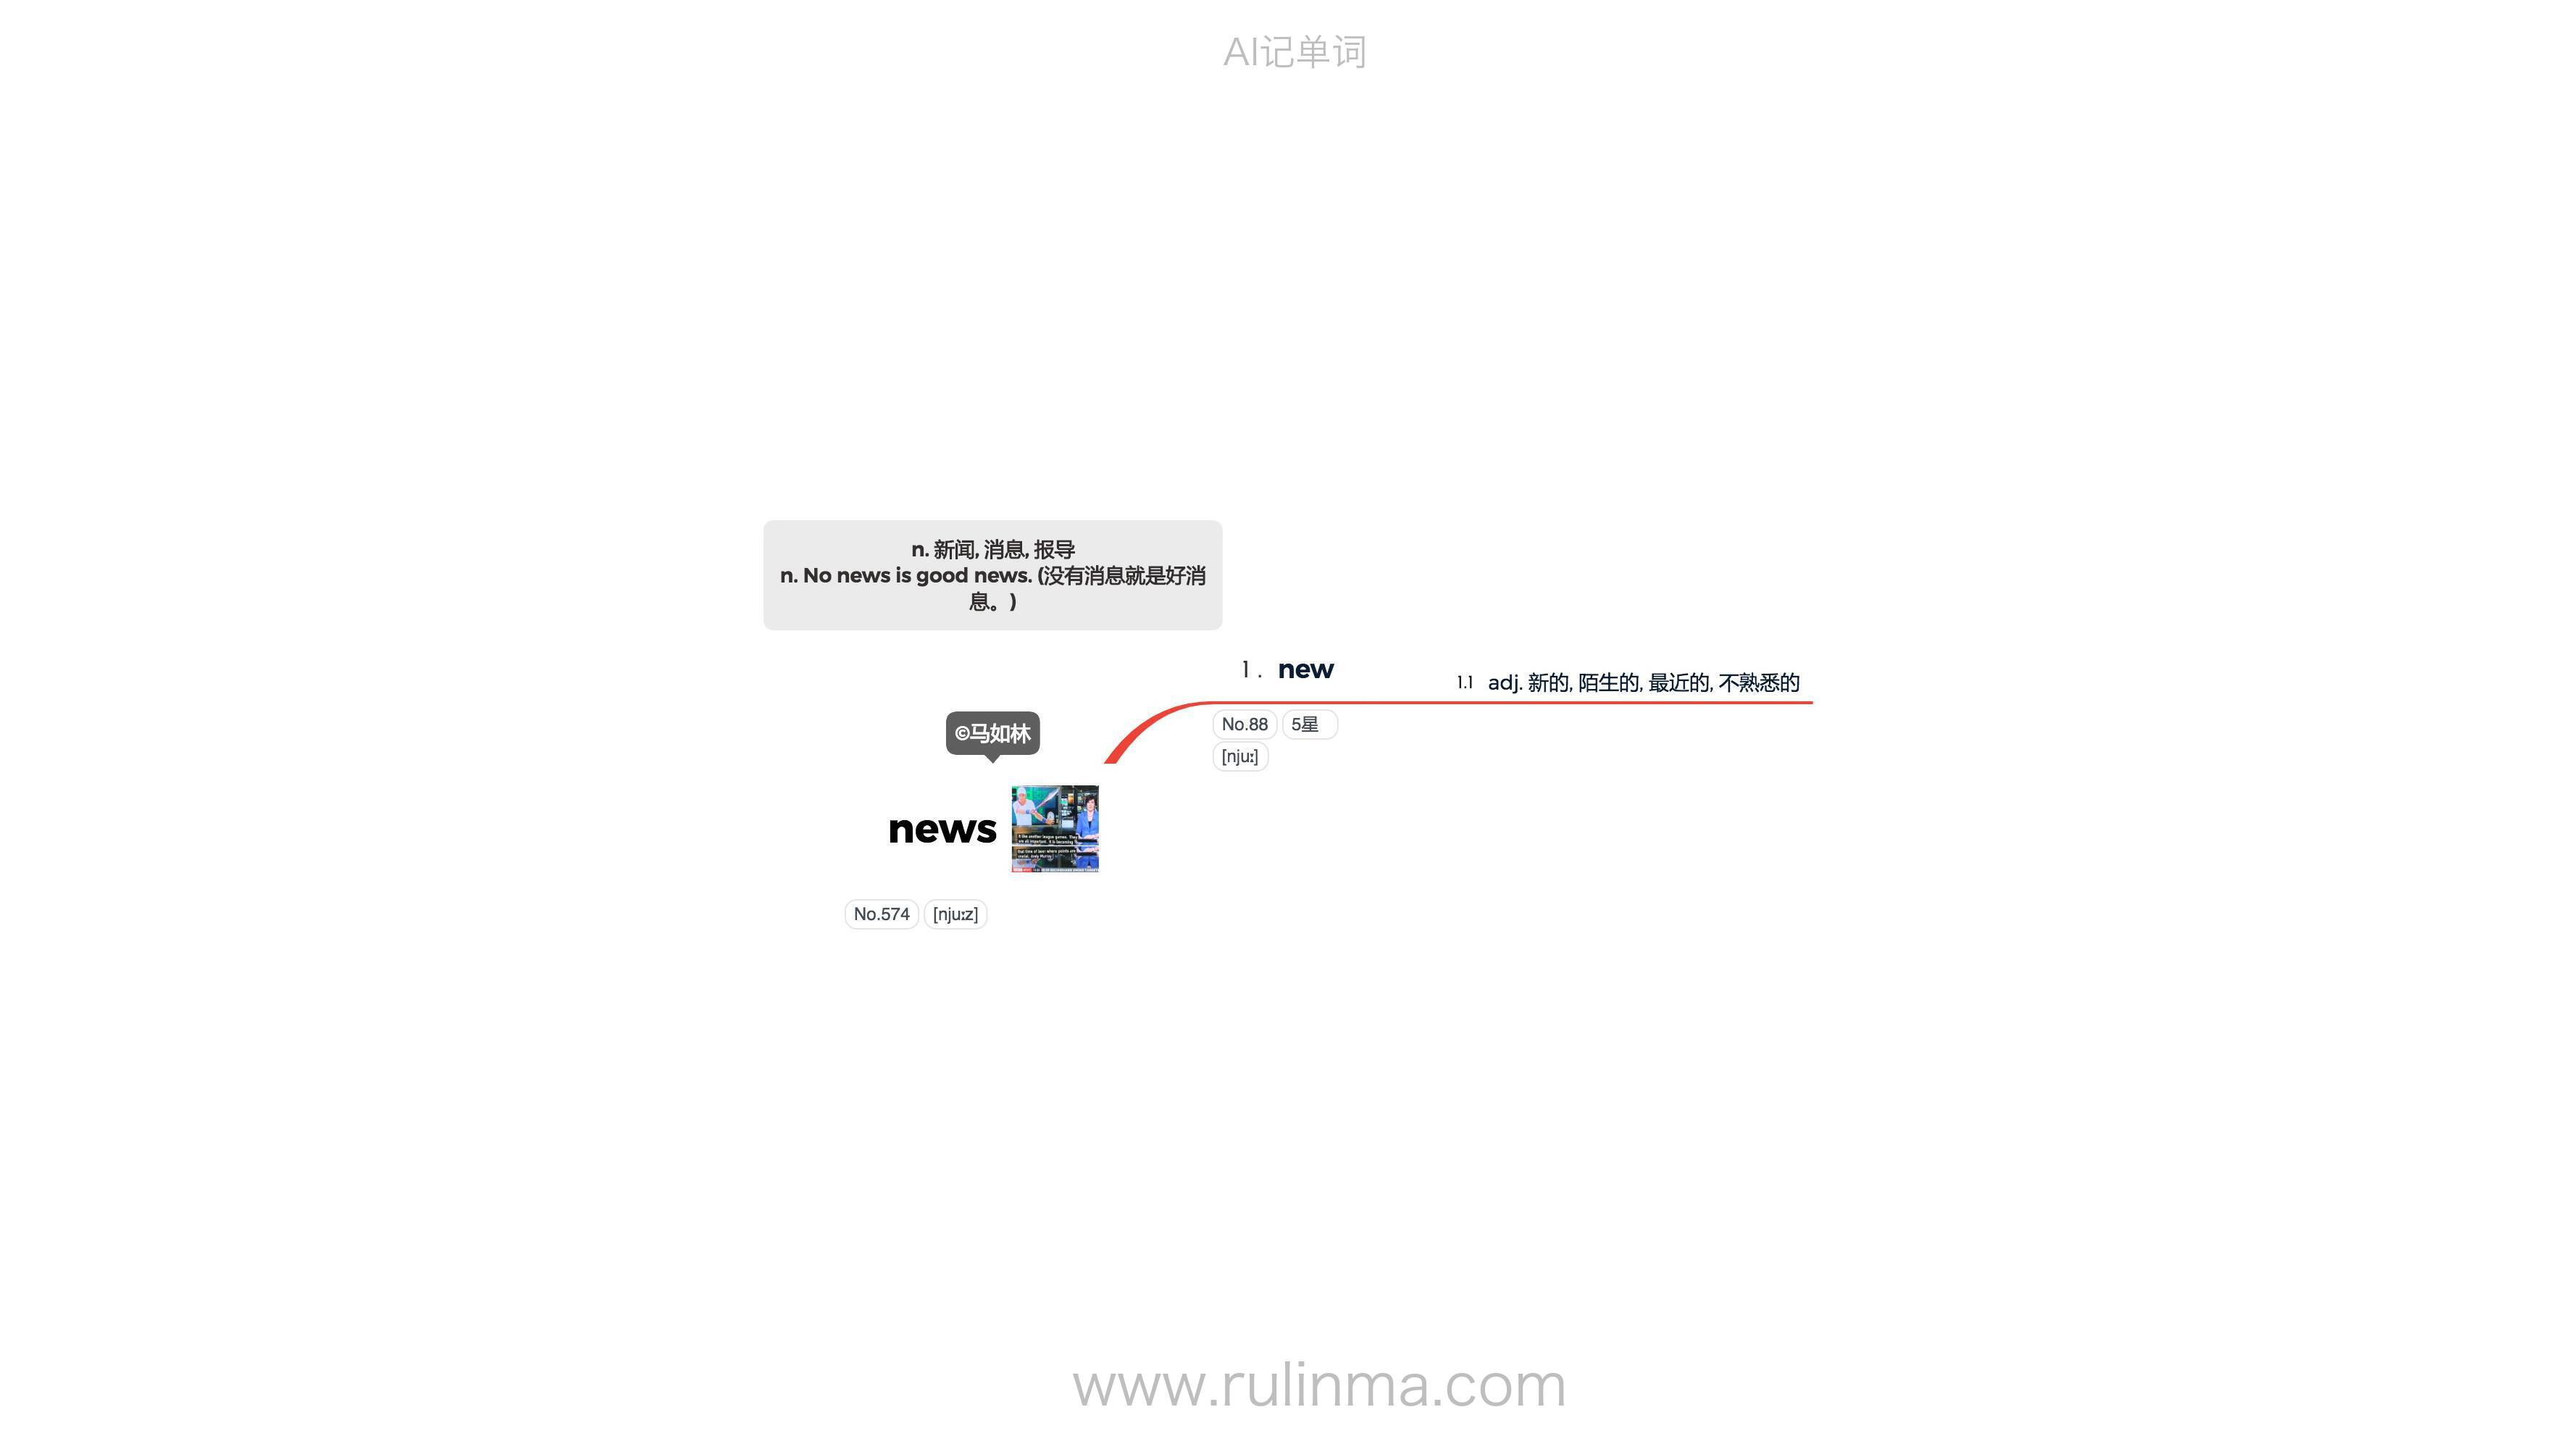 AI记单词
n. 新闻, 消息, 报导
n. No news is good news. (没有消息就是好消
息。)
1. new
1.1 adj. 新的, 陌生的, 最近的, 不熟悉的
No.88 5星
[njuː]
©马如林
news
No.574 [njuːz]
www.rulinma.com